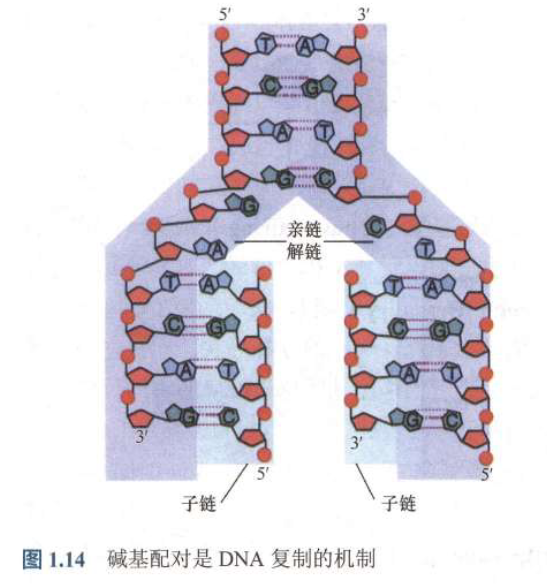 5′ 3′
T A
C G
A T
G C
G C
A T
亲链
解链
T A T A
C G C G
A T A T
G C G C
3′ 3′
5′ 5′
子链 子链
图 1.14 碱基配对是 DNA 复制的机制